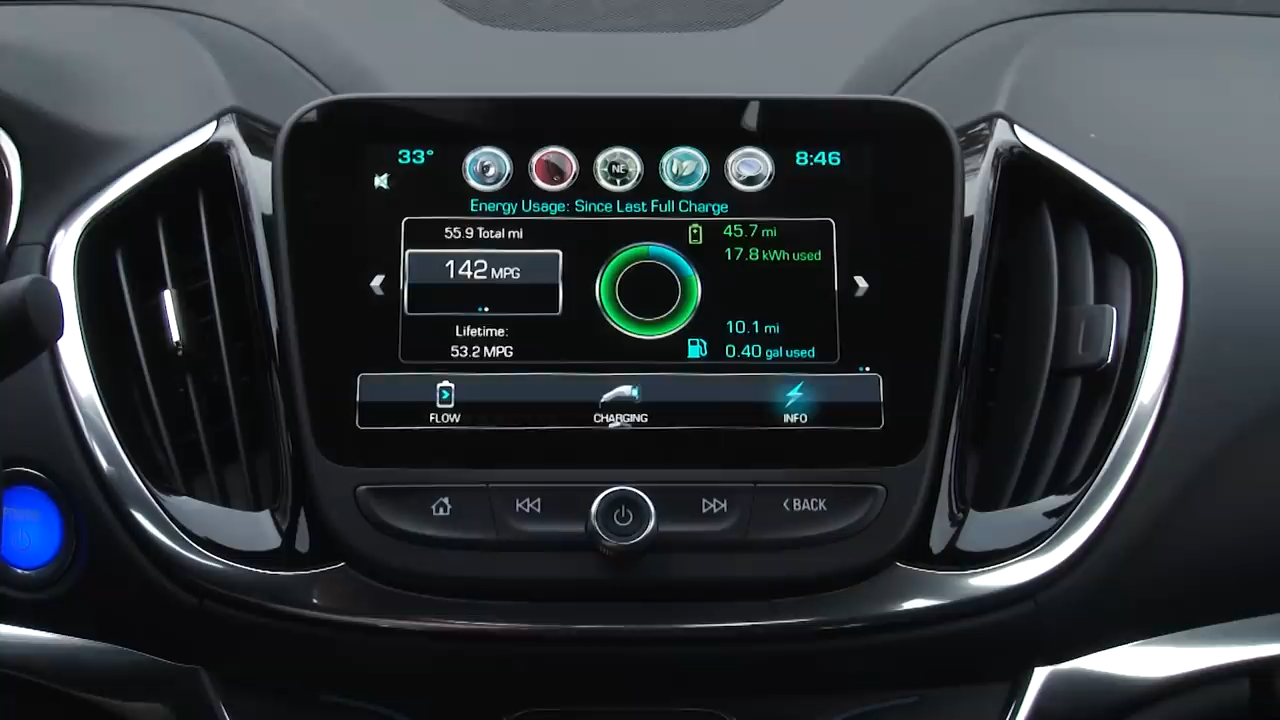 33° 8:46
NE
Energy Usage: Since Last Full Charge
55.9 Total mi
142 MPG
Lifetime:
53.2 MPG
45.7 mi
17.8 kWh used
10.1 mi
0.40 gal used
FLOW CHARGING INFO
BACK